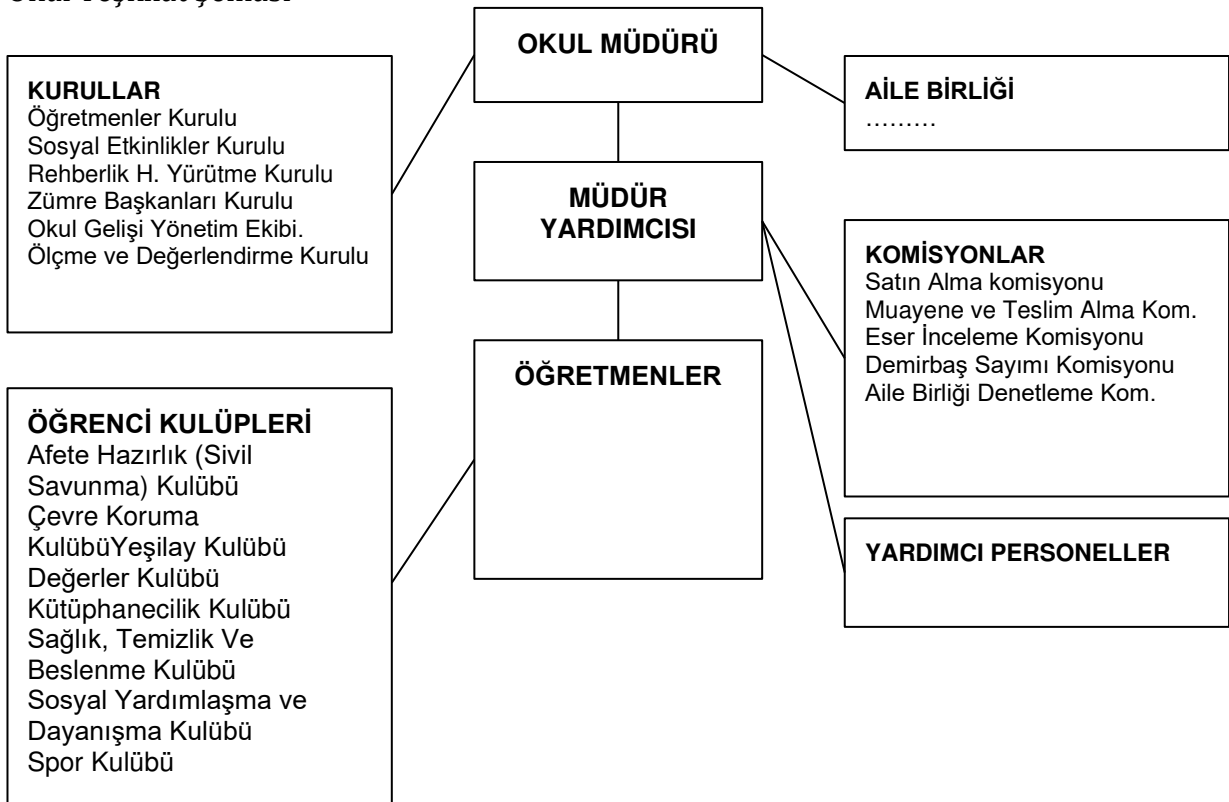 Okul Teşkilat Şeması
OKUL MÜDÜRÜ
KURULLAR
Öğretmenler Kurulu
Sosyal Etkinlikler Kurulu
Rehberlik H. Yürütme Kurulu
Zümre Başkanları Kurulu
Okul Gelişi Yönetim Ekibi.
Ölçme ve Değerlendirme Kurulu
AİLE BİRLİĞİ
………
MÜDÜR
YARDIMCISI
KOMİSYONLAR
Satın Alma komisyonu
Muayene ve Teslim Alma Kom.
Eser İnceleme Komisyonu
Demirbaş Sayımı Komisyonu
Aile Birliği Denetleme Kom.
ÖĞRETMENLER
ÖĞRENCİ KULÜPLERİ
Afete Hazırlık (Sivil
Savunma) Kulübü
Çevre Koruma
KulübüYeşilay Kulübü
Değerler Kulübü
Kütüphanecilik Kulübü
Sağlık, Temizlik Ve
Beslenme Kulübü
Sosyal Yardımlaşma ve
Dayanışma Kulübü
Spor Kulübü
YARDIMCI PERSONELLER